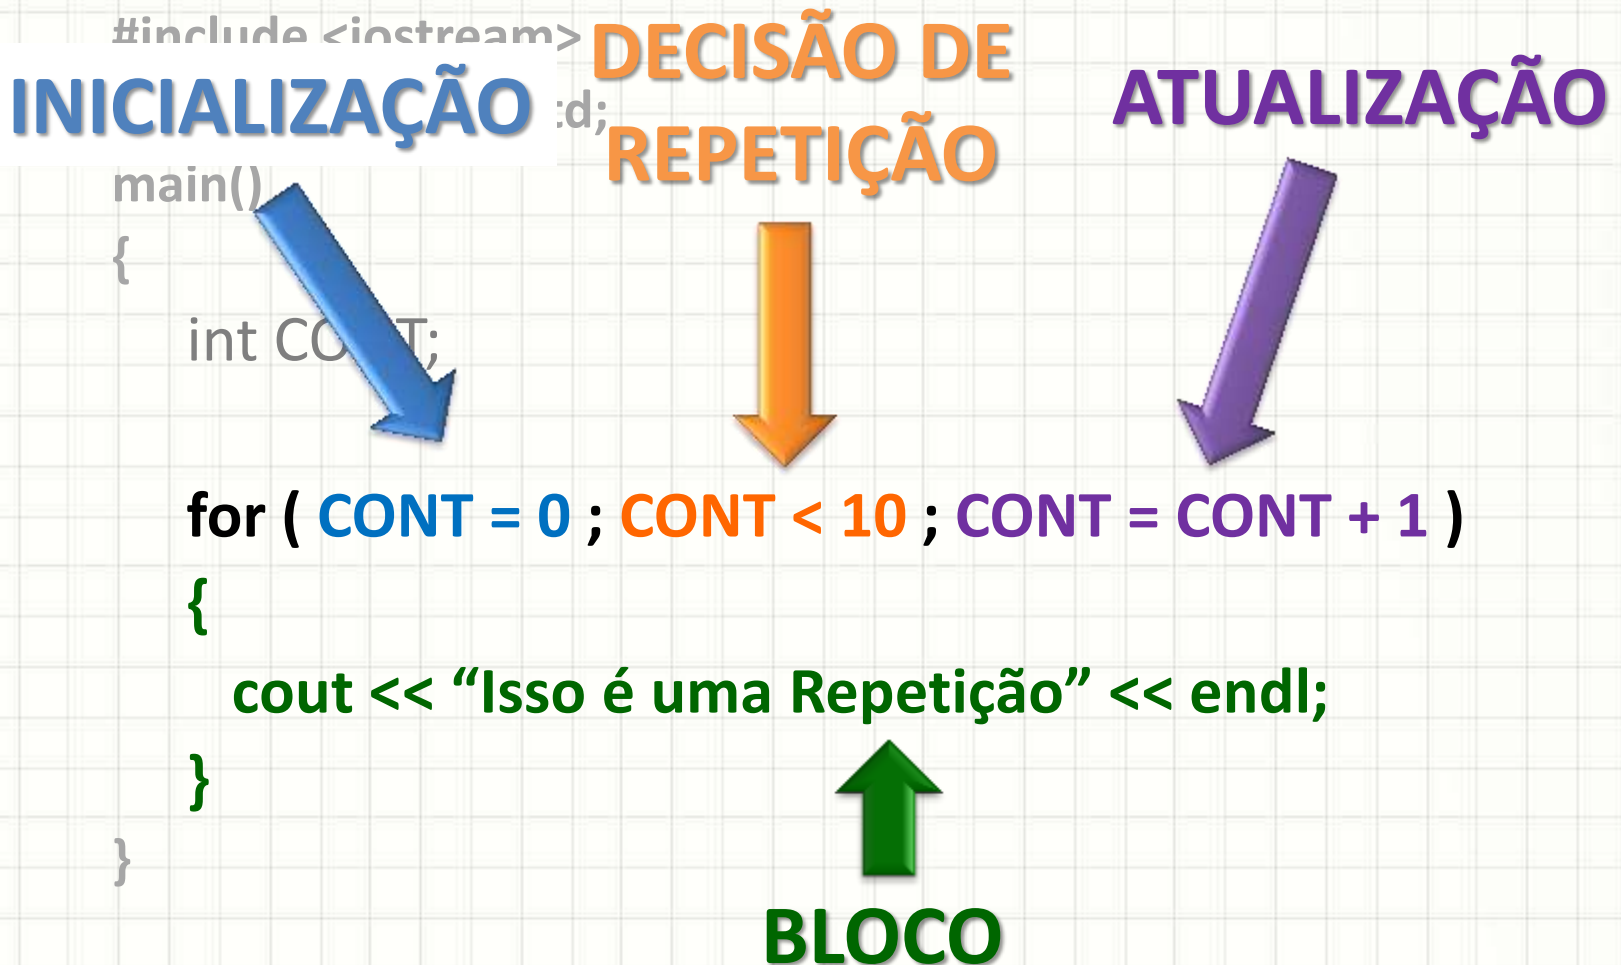 #include <iostream>
INICIALIZAÇÃO
DECISÃO DE
REPETIÇÃO
ATUALIZAÇÃO
main()
{
int
for ( CONT = 0 ; CONT < 10 ; CONT = CONT + 1 )
{
cout << “Isso é uma Repetição” << endl;
}
}
BLOCO